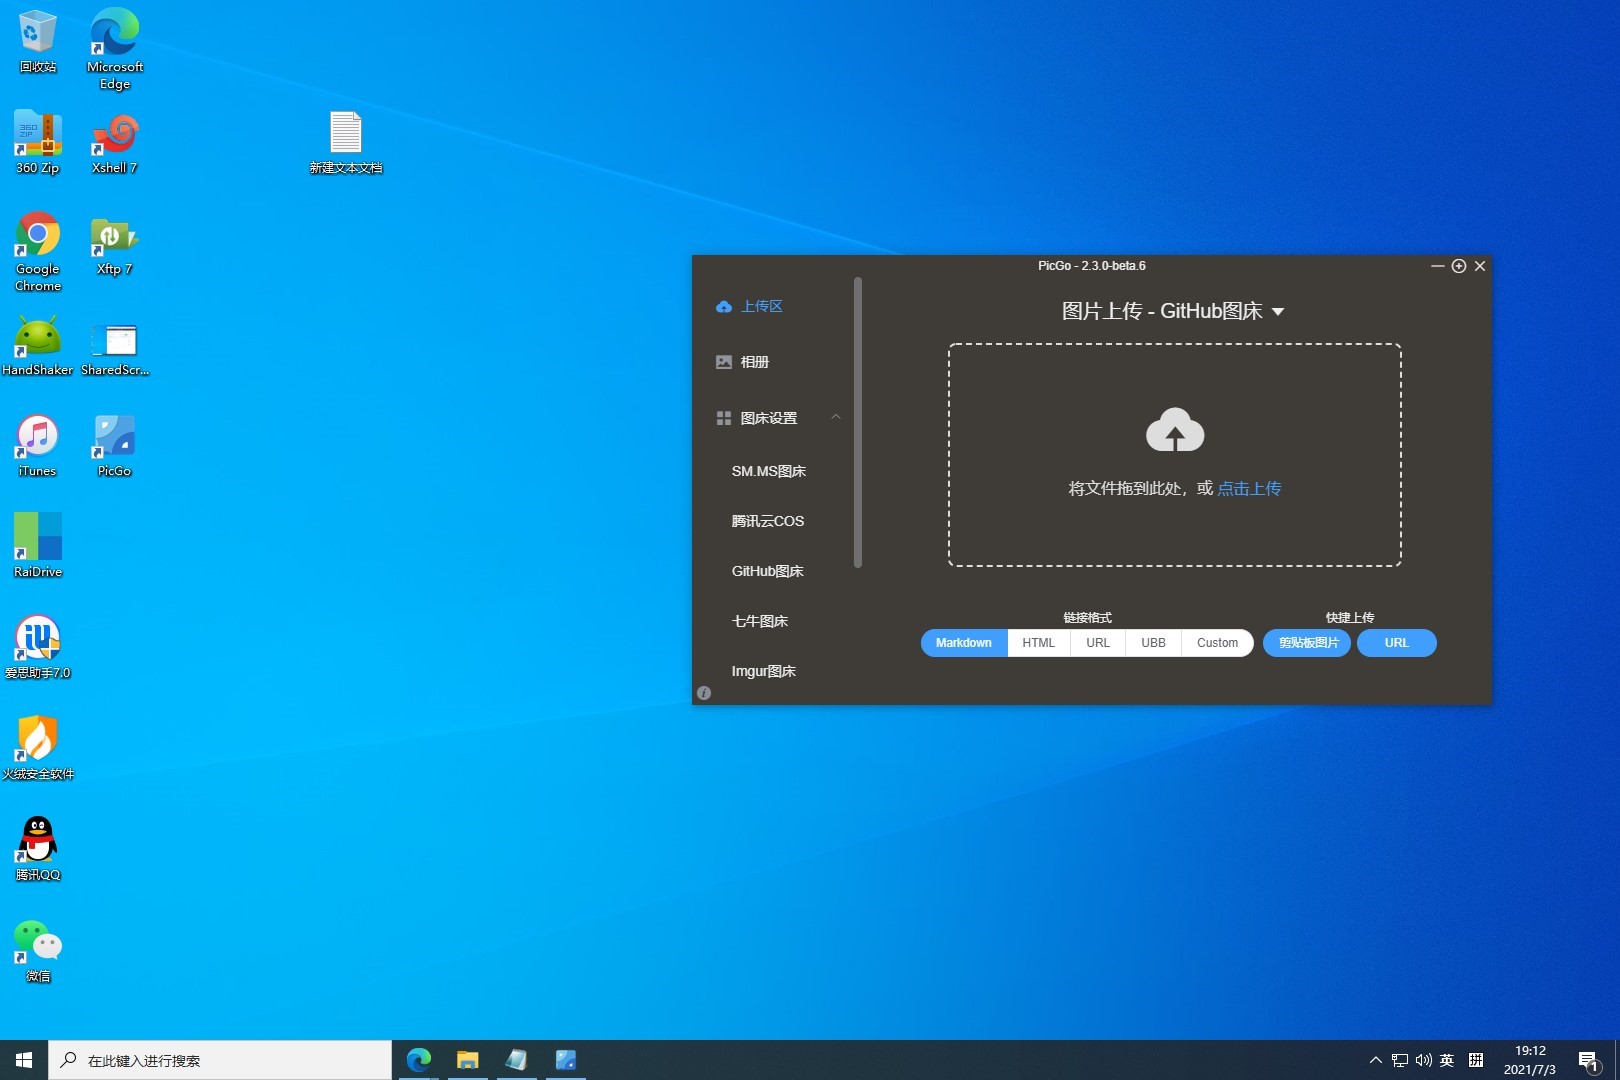 回收站
Microsoft
Edge
360 Zip
Xshell 7
新建文本文档
Google
Chrome
Xftp 7
HandShaker
SharedScr...
iTunes
PicGo
RaiDrive
爱思助手7.0
火绒安全软件
腾讯QQ
微信
PicGo - 2.3.0-beta.6
上传区
相册
图床设置
SM.MS图床
腾讯云COS
GitHub图床
七牛图床
Imgur图床
图片上传 - GitHub图床
将文件拖到此处，或 点击上传
链接格式
快捷上传
Markdown
HTML
URL
UBB
Custom
剪贴板图片
URL
在此键入进行搜索
英
拼
19:12
2021/7/3
1